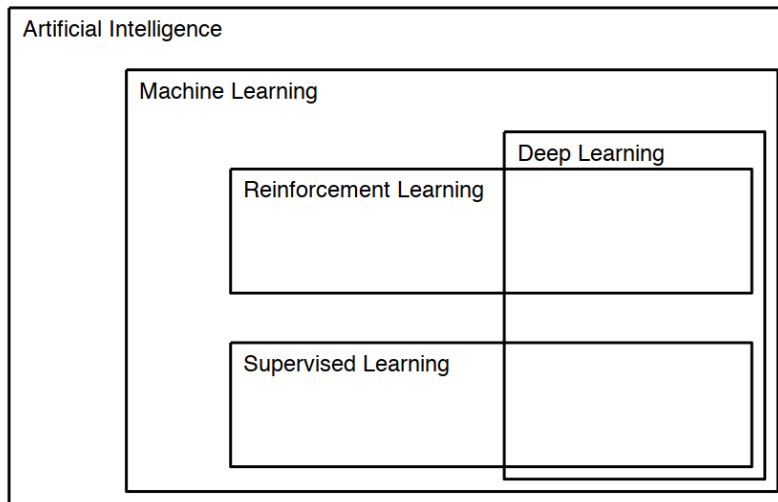 Artificial Intelligence
Machine Learning
Deep Learning
Reinforcement Learning
Supervised Learning